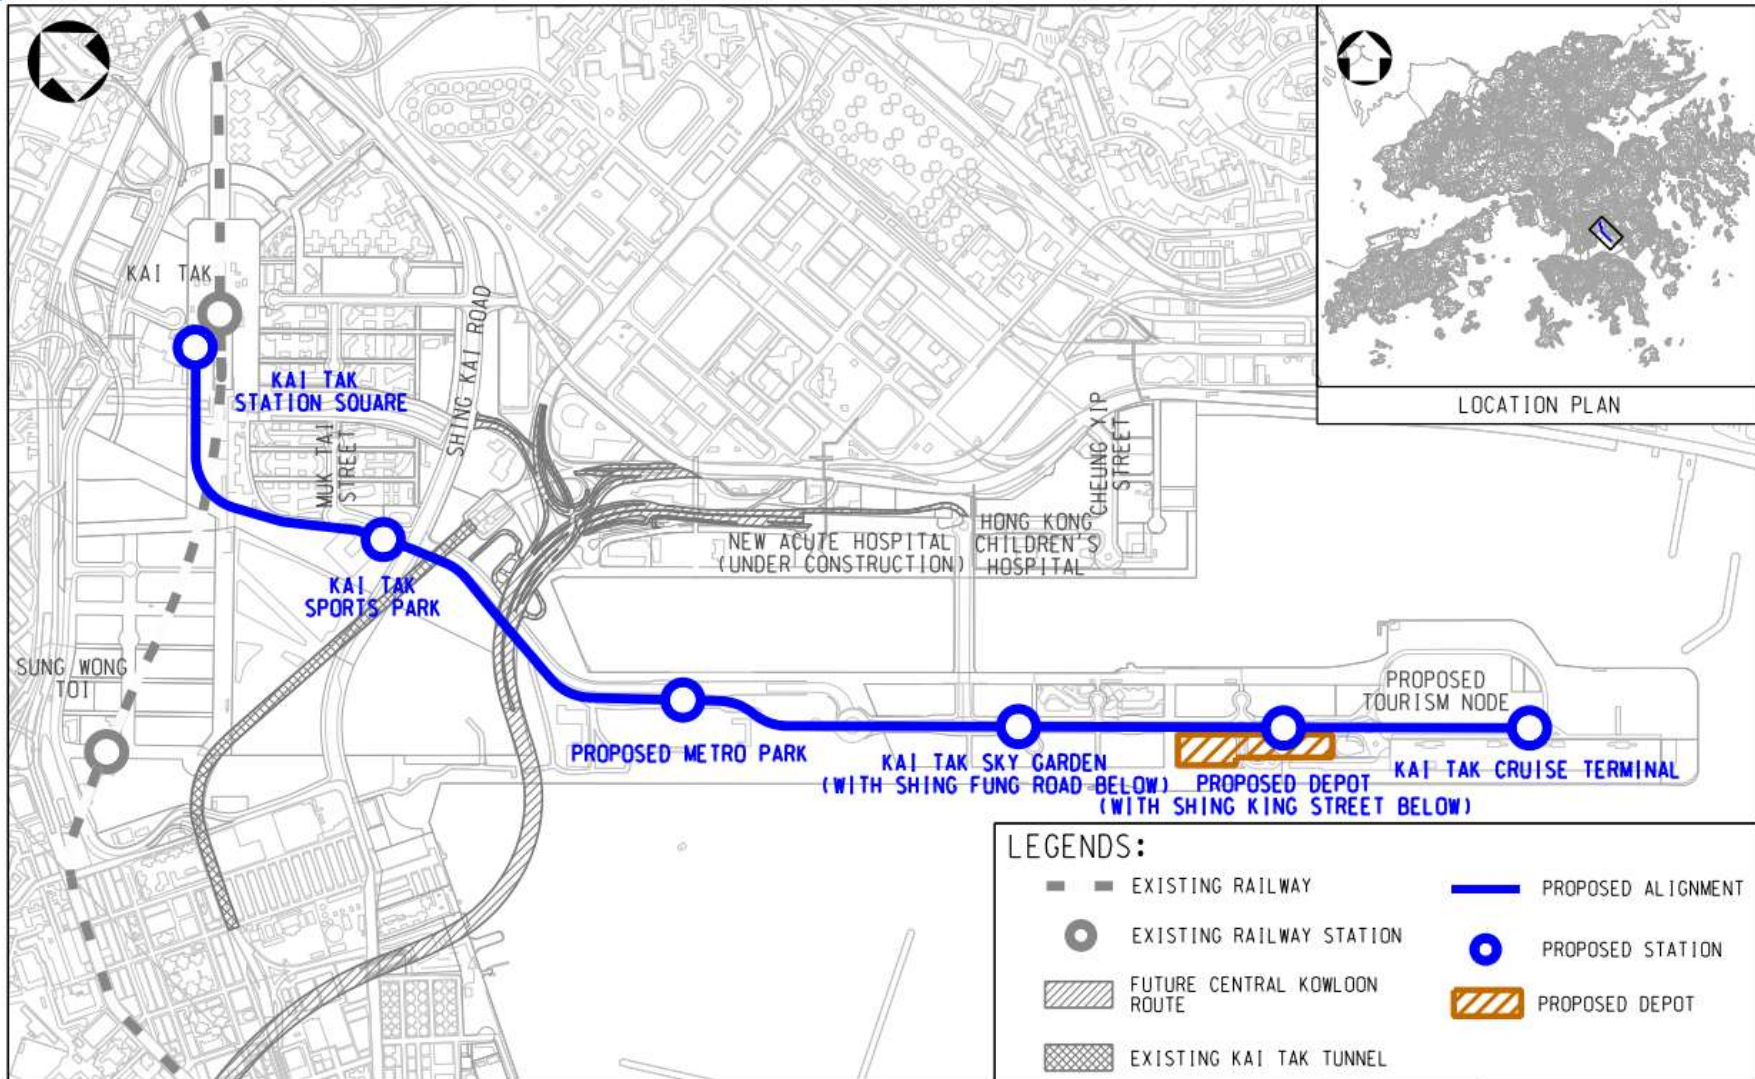 KAI TAK
KAI TAK
STATION SQUARE
MUK TAI
STREET
SHING KAI ROAD
KAI TAK
SPORTS PARK
SUNG WONG
TOI
NEW ACUTE HOSPITAL
(UNDER CONSTRUCTION)
HONG KONG
CHILDREN'S
HOSPITAL
CHEUNG YIP
STREET
PROPOSED METRO PARK
KAI TAK SKY GARDEN
(WITH SHING FUNG ROAD BELOW)
PROPOSED DEPOT
(WITH SHING KING STREET BELOW)
PROPOSED
TOURISM NODE
KAI TAK CRUISE TERMINAL
LOCATION PLAN
LEGENDS:
EXISTING RAILWAY
EXISTING RAILWAY STATION
FUTURE CENTRAL KOWLOON
ROUTE
EXISTING KAI TAK TUNNEL
PROPOSED ALIGNMENT
PROPOSED STATION
PROPOSED DEPOT